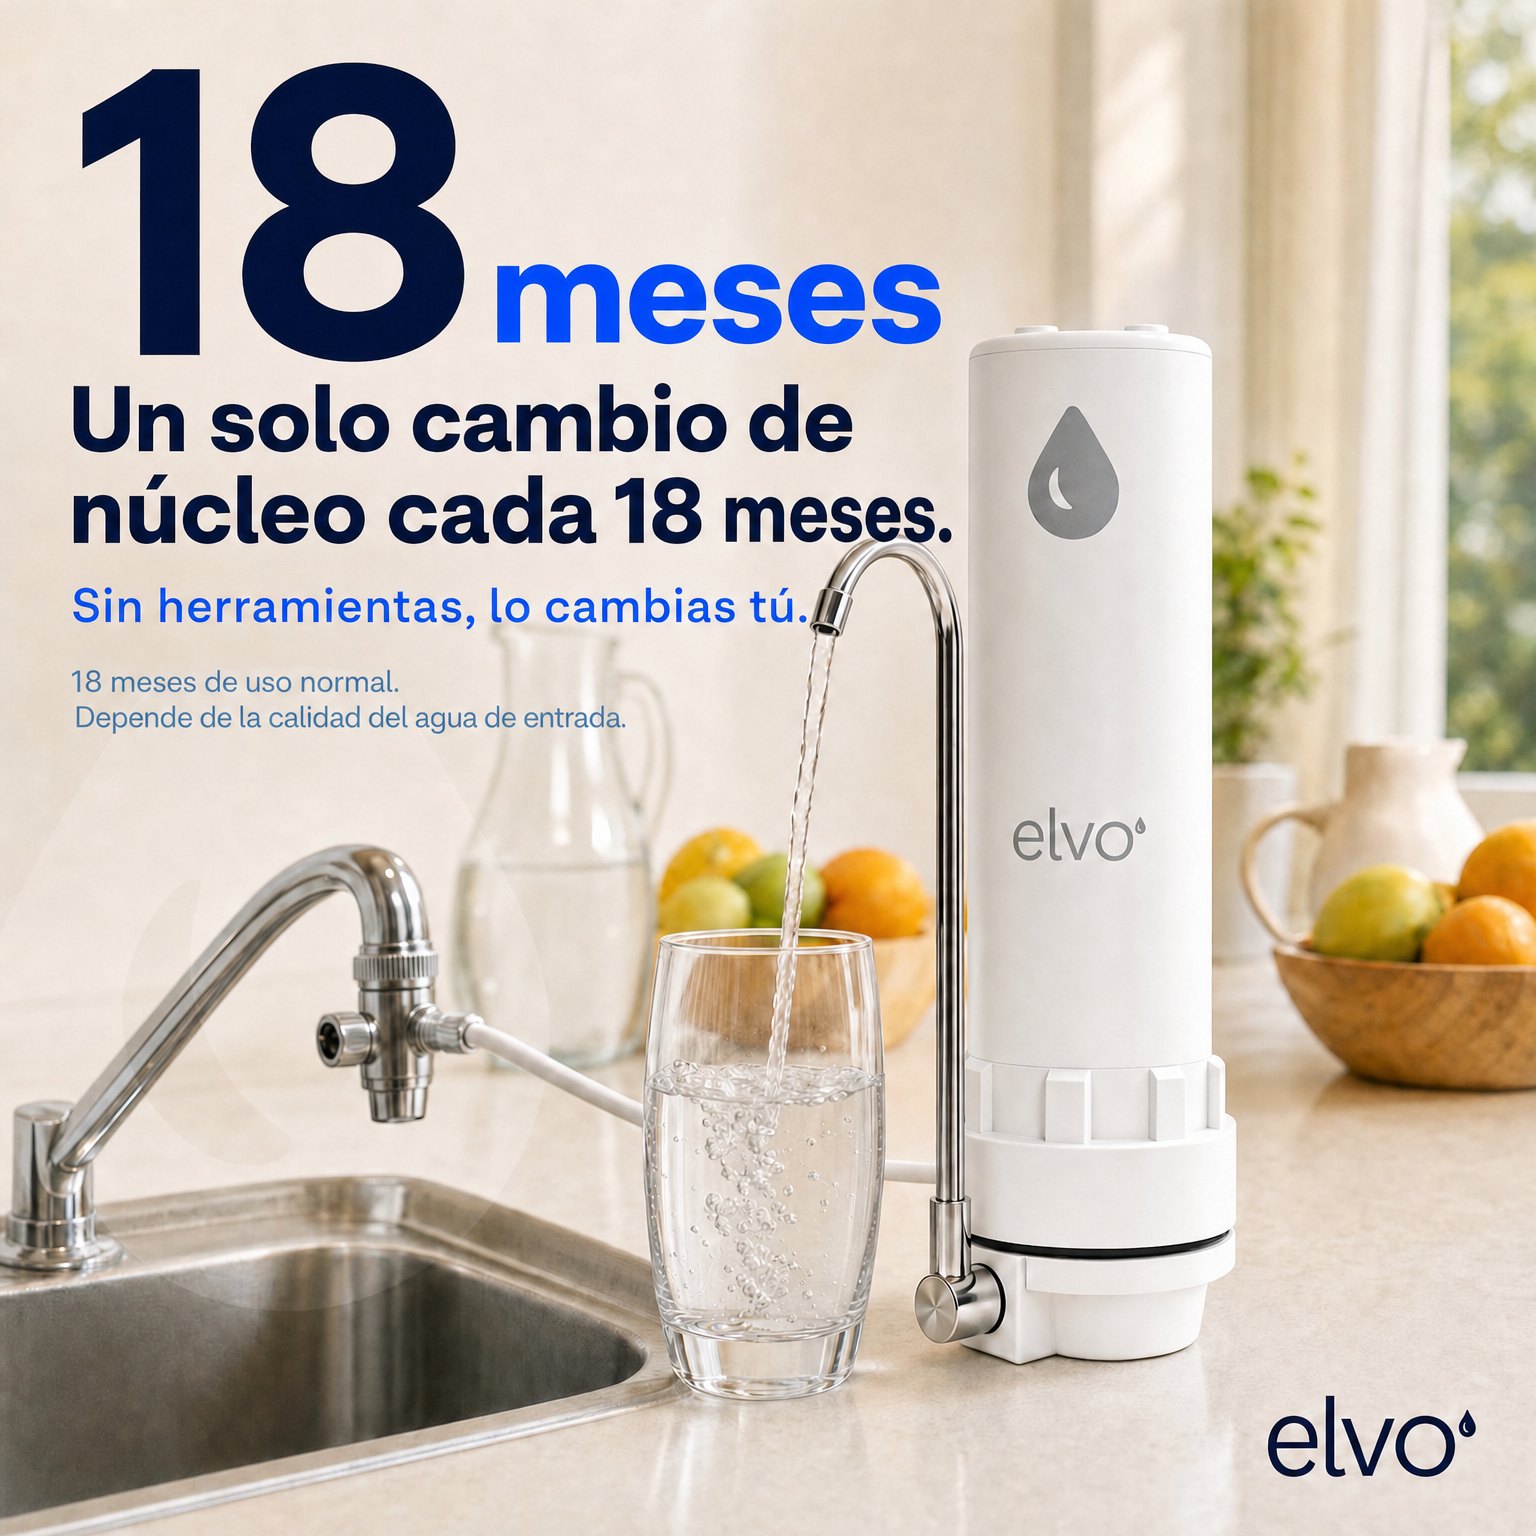 18 meses
Un solo cambio de
núcleo cada 18 meses.
Sin herramientas, lo cambias tú.
18 meses de uso normal.
Depende de la calidad del agua de entrada.
elvo
elvo